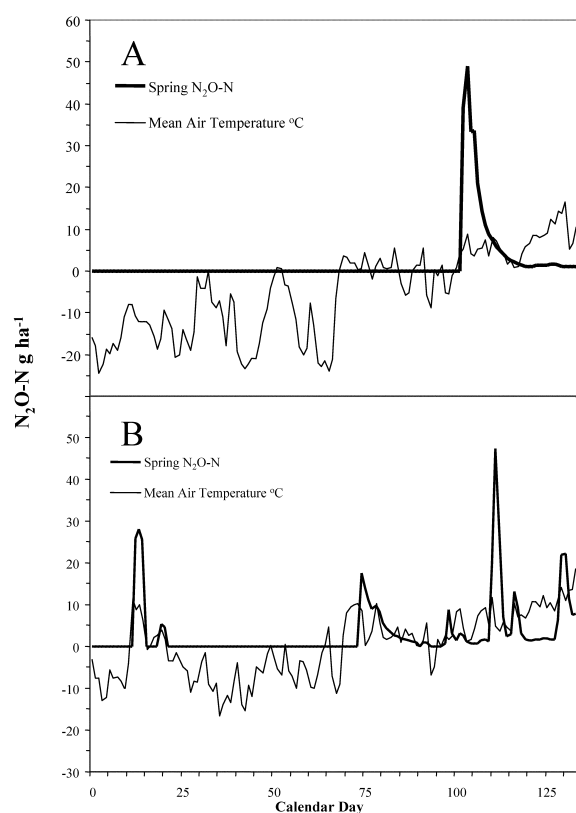 60
A
50
Spring N₂O-N
40
Mean Air Temperature ºC
30
20
10
0
-10
-20
N₂O-N g ha⁻¹
B
50
Spring N₂O-N
40
Mean Air Temperature ºC
30
20
10
0
-10
-20
-30
0 25 50 75 100 125
Calendar Day